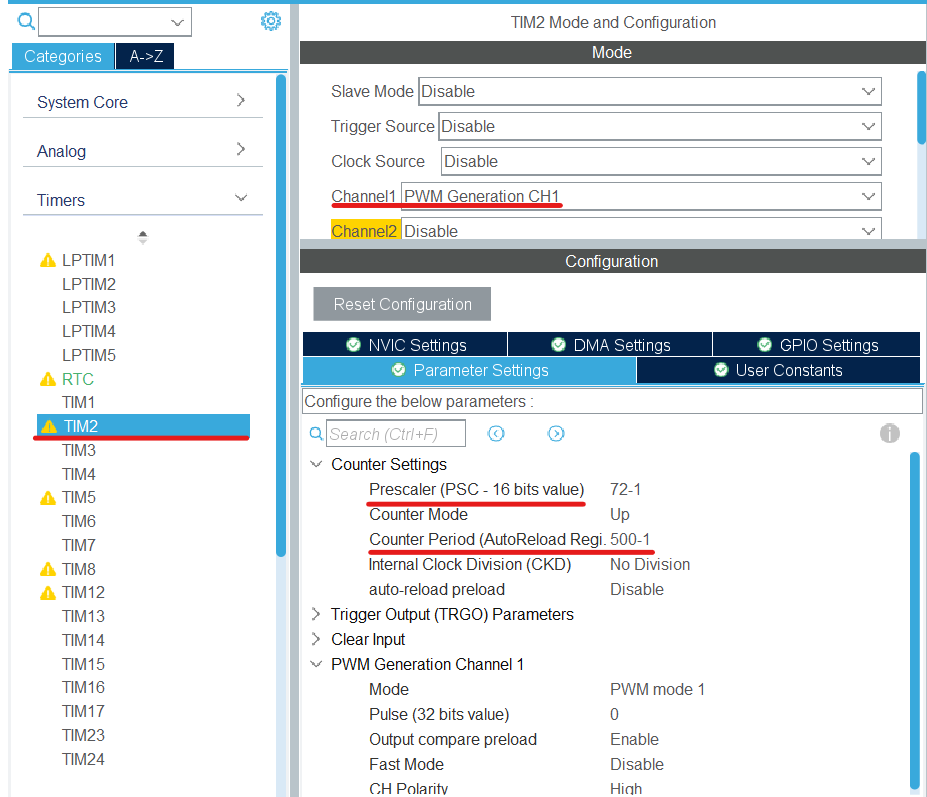 TIM2 Mode and Configuration
Categories A->Z
Mode
System Core
Analog
Timers
LPTIM1
LPTIM2
LPTIM3
LPTIM4
LPTIM5
RTC
TIM1
TIM2
TIM3
TIM4
TIM5
TIM6
TIM7
TIM8
TIM12
TIM13
TIM14
TIM15
TIM16
TIM17
TIM23
TIM24
Slave Mode Disable
Trigger Source Disable
Clock Source Disable
Channel1 PWM Generation CH1
Channel2 Disable
Configuration
Reset Configuration
NVIC Settings DMA Settings GPIO Settings
Parameter Settings User Constants
Configure the below parameters :
Search (Ctrl+F)
Counter Settings
Prescaler (PSC - 16 bits value) 72-1
Counter Mode Up
Counter Period (AutoReload Regi. 500-1
Internal Clock Division (CKD) No Division
auto-reload preload Disable
Trigger Output (TRGO) Parameters
Clear Input
PWM Generation Channel 1
Mode PWM mode 1
Pulse (32 bits value) 0
Output compare preload Enable
Fast Mode Disable
CH Polarity High